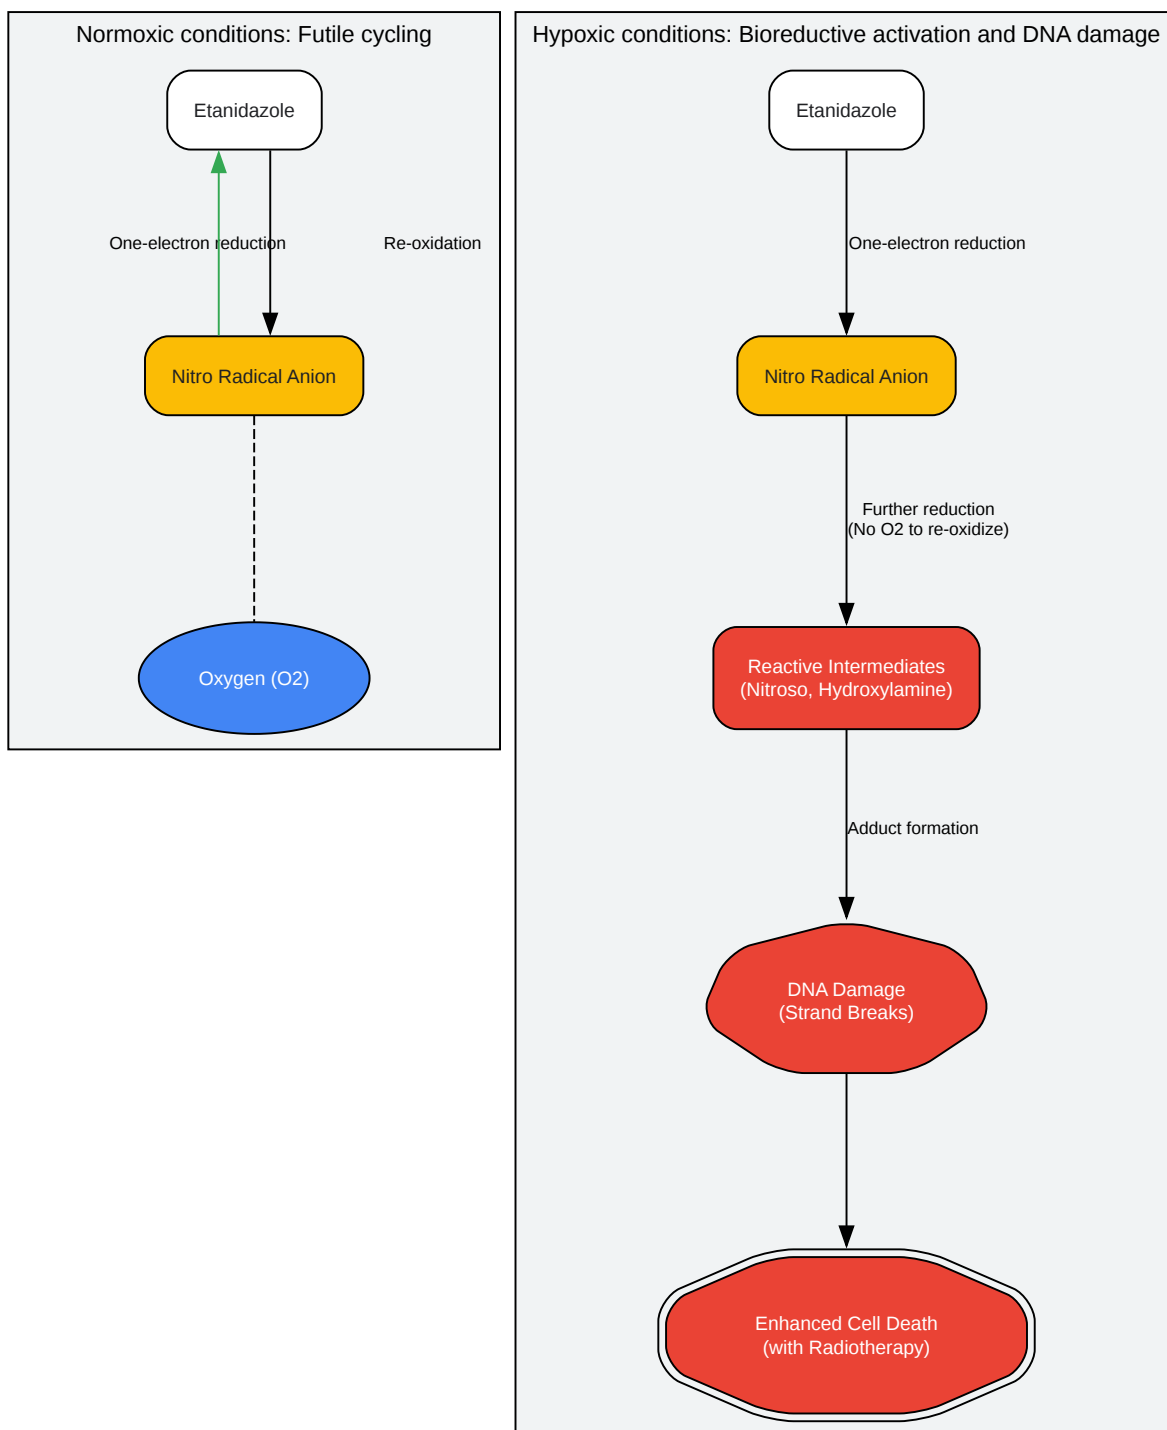 Normoxic conditions: Futile cycling
Etanidazole
One-electron reduction
Re-oxidation
Nitro Radical Anion
Oxygen (O2)
Hypoxic conditions: Bioreductive activation and DNA damage
Etanidazole
One-electron reduction
Nitro Radical Anion
Further reduction
(No O2 to re-oxidize)
Reactive Intermediates
(Nitroso, Hydroxylamine)
Adduct formation
DNA Damage
(Strand Breaks)
Enhanced Cell Death
(with Radiotherapy)